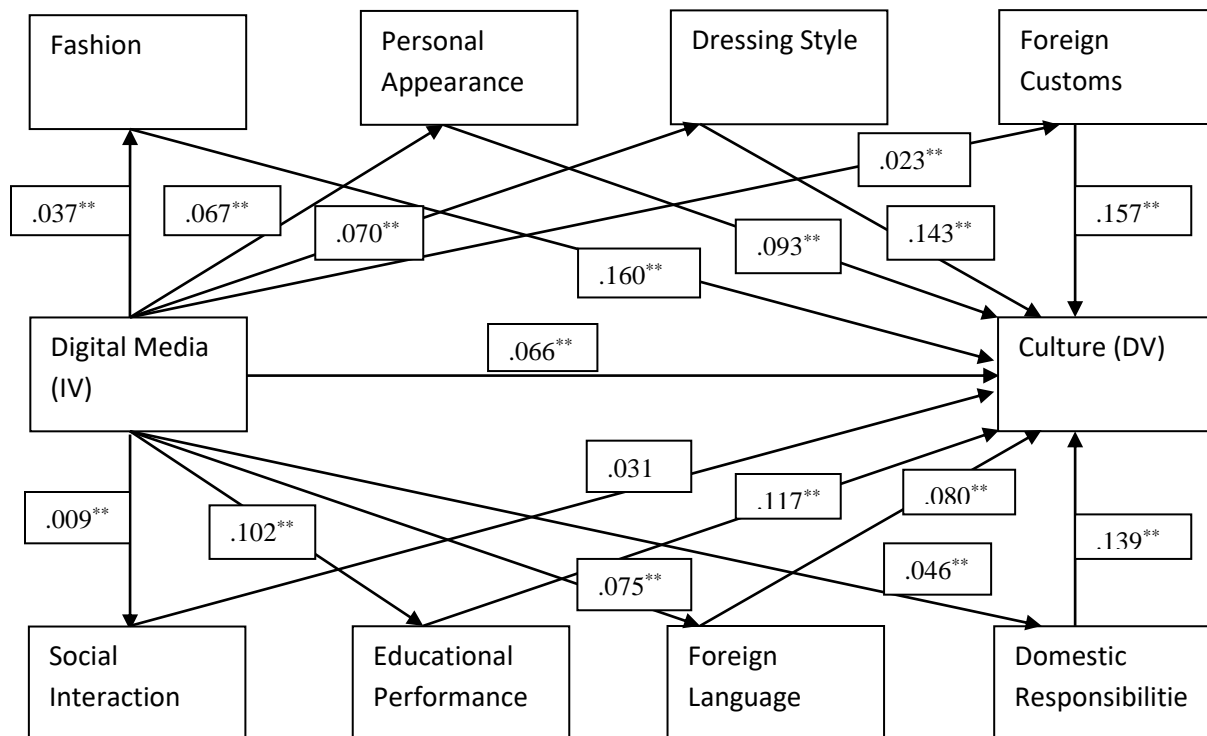 Fashion
Personal
Appearance
Dressing Style
Foreign
Customs
.037**
.067**
.070**
.023**
.093**
.143**
.157**
.160**
Digital Media
(IV)
.066**
Culture (DV)
.009**
.102**
.031
.117**
.080**
.075**
.046**
.139**
Social
Interaction
Educational
Performance
Foreign
Language
Domestic
Responsibilitie